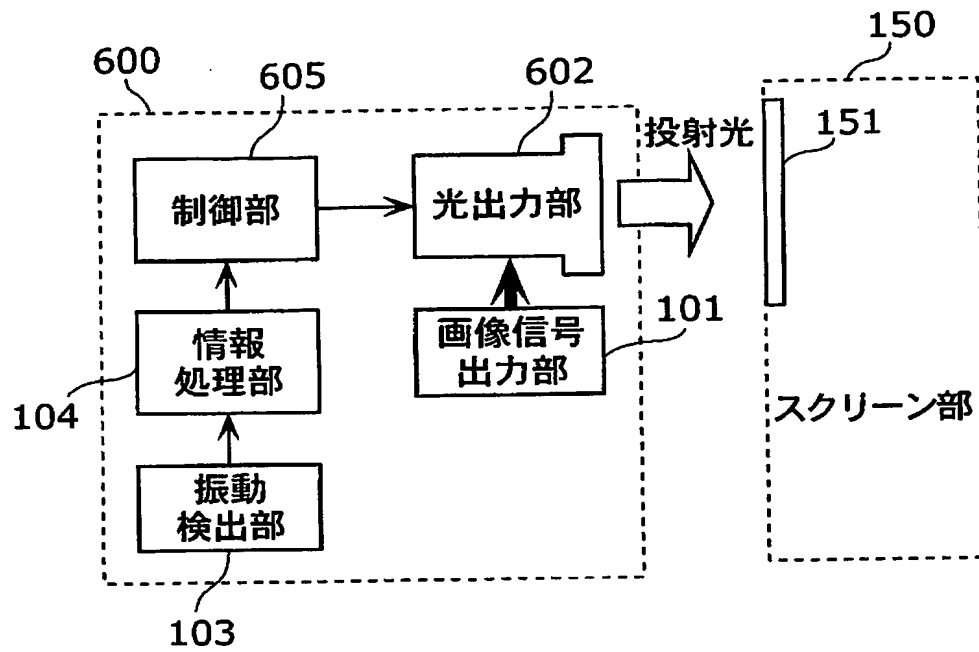 600
605
602
150
投射光
151
制御部
光出力部
情報
処理部
画像信号
出力部
101
104
スクリーン部
振動
検出部
103